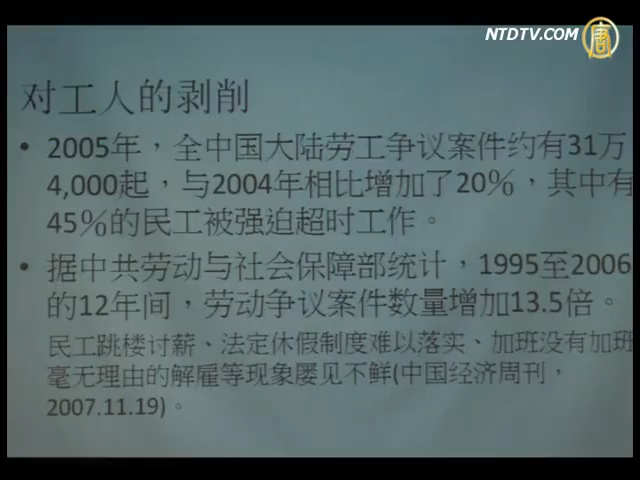 NTDTV.COM
唐
对工人的剥削
• 2005年，全中国大陆劳工争议案件约有31万
4,000起，与2004年相比增加了20%，其中有
45%的民工被强迫超时工作。
• 据中共劳动与社会保障部统计，1995至2006
的12年间，劳动争议案件数量增加13.5倍。
民工跳楼讨薪、法定休假制度难以落实、加班没有加班
毫无理由的解雇等现象屡见不鲜(中国经济周刊，
2007.11.19)。